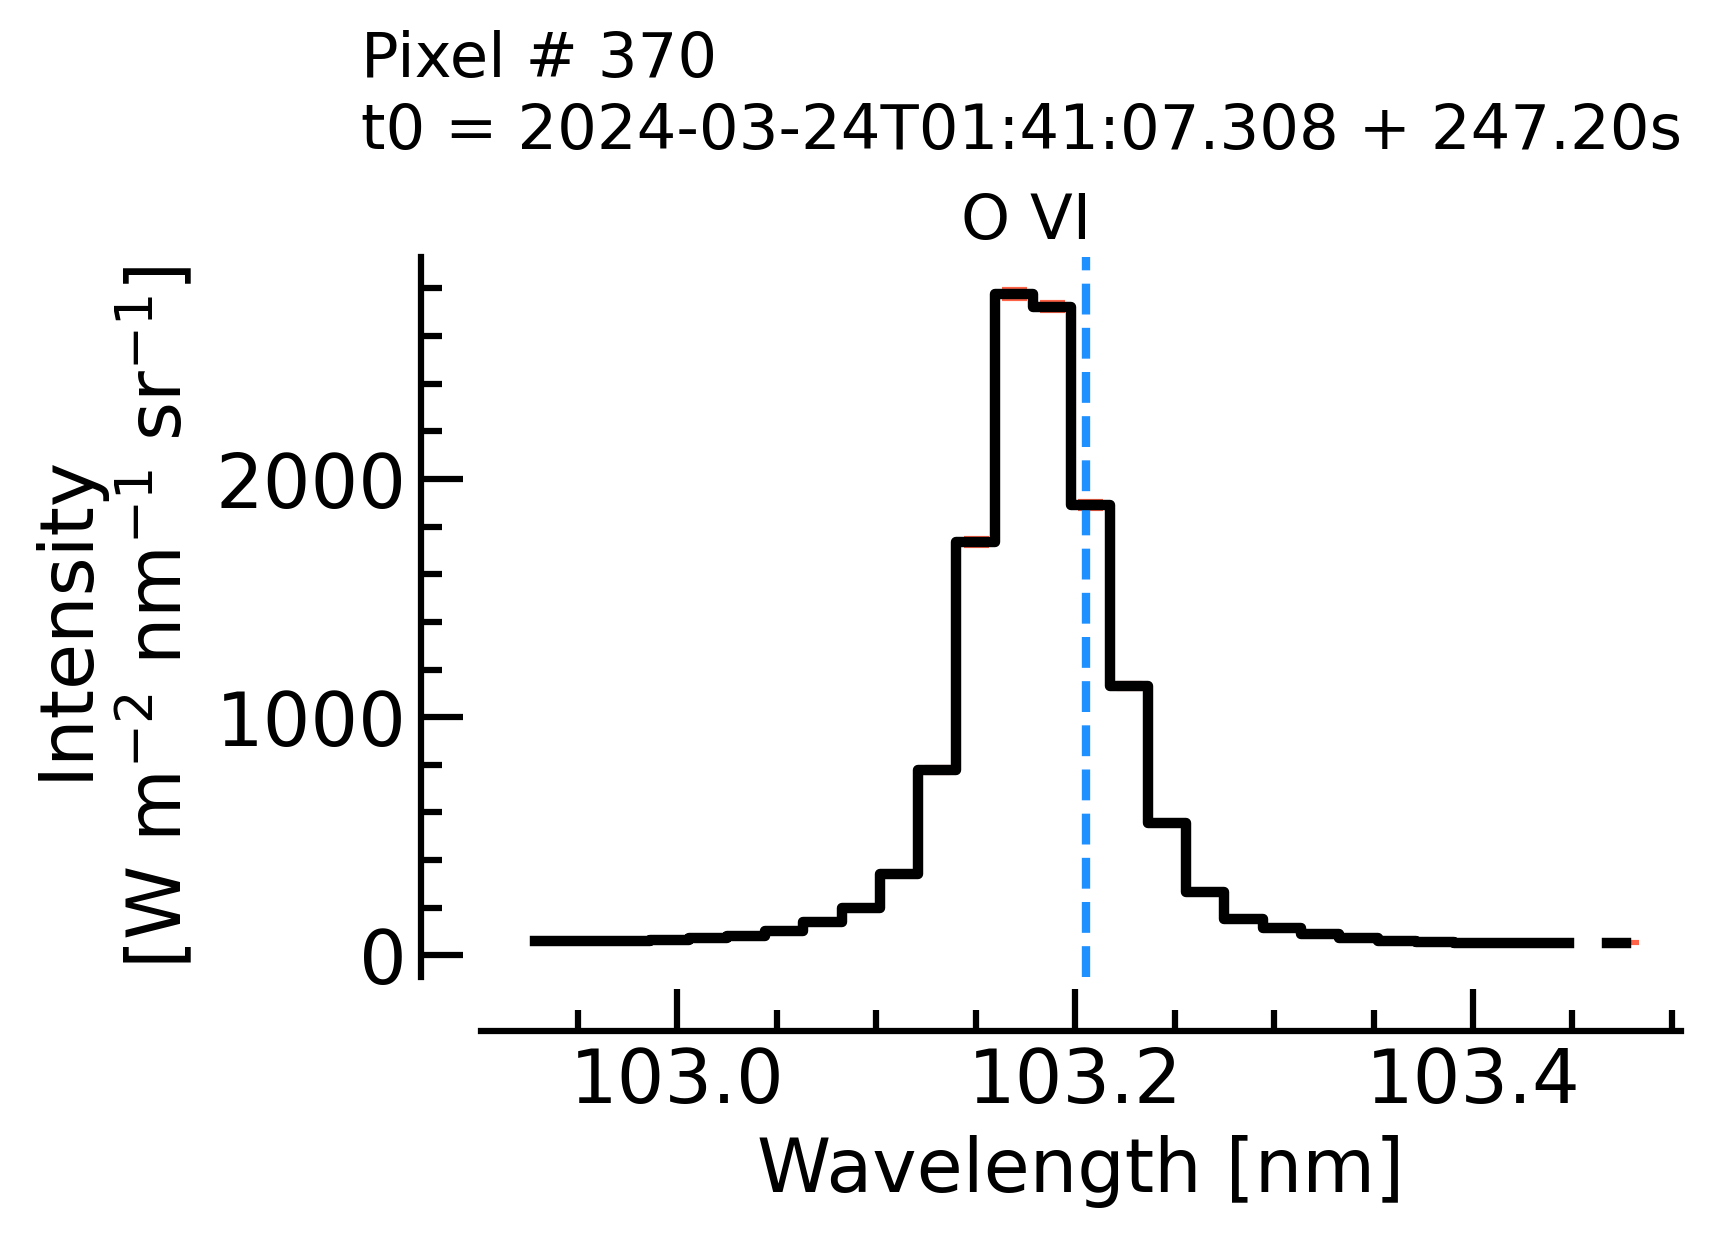 Pixel # 370
t0 = 2024-03-24T01:41:07.308 + 247.20s
O VI
Intensity
[W m⁻² nm⁻¹ sr⁻¹]
2000
1000
0
103.0 103.2 103.4
Wavelength [nm]